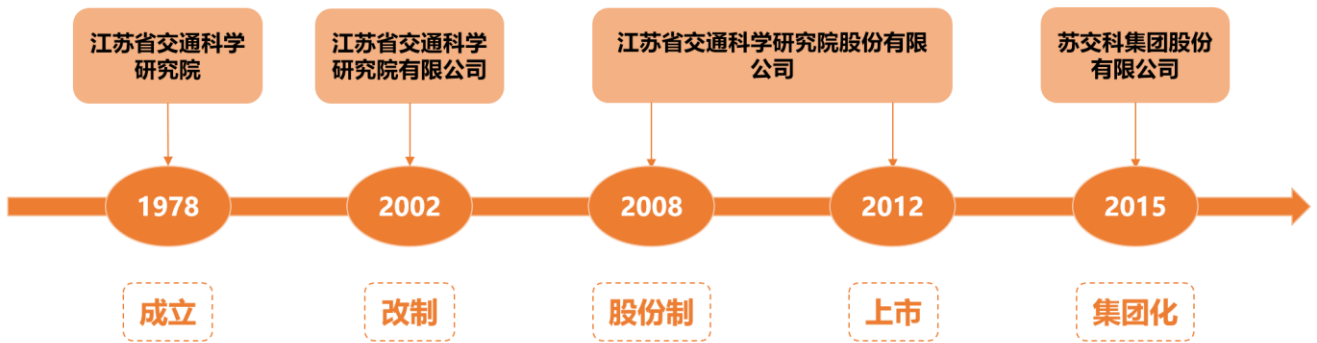 江苏省交通科学
研究院
江苏省交通科学
研究院有限公司
江苏省交通科学研究院股份有限
公司
苏交科集团股份
有限公司
1978
2002
2008
2012
2015
成立
改制
股份制
上市
集团化